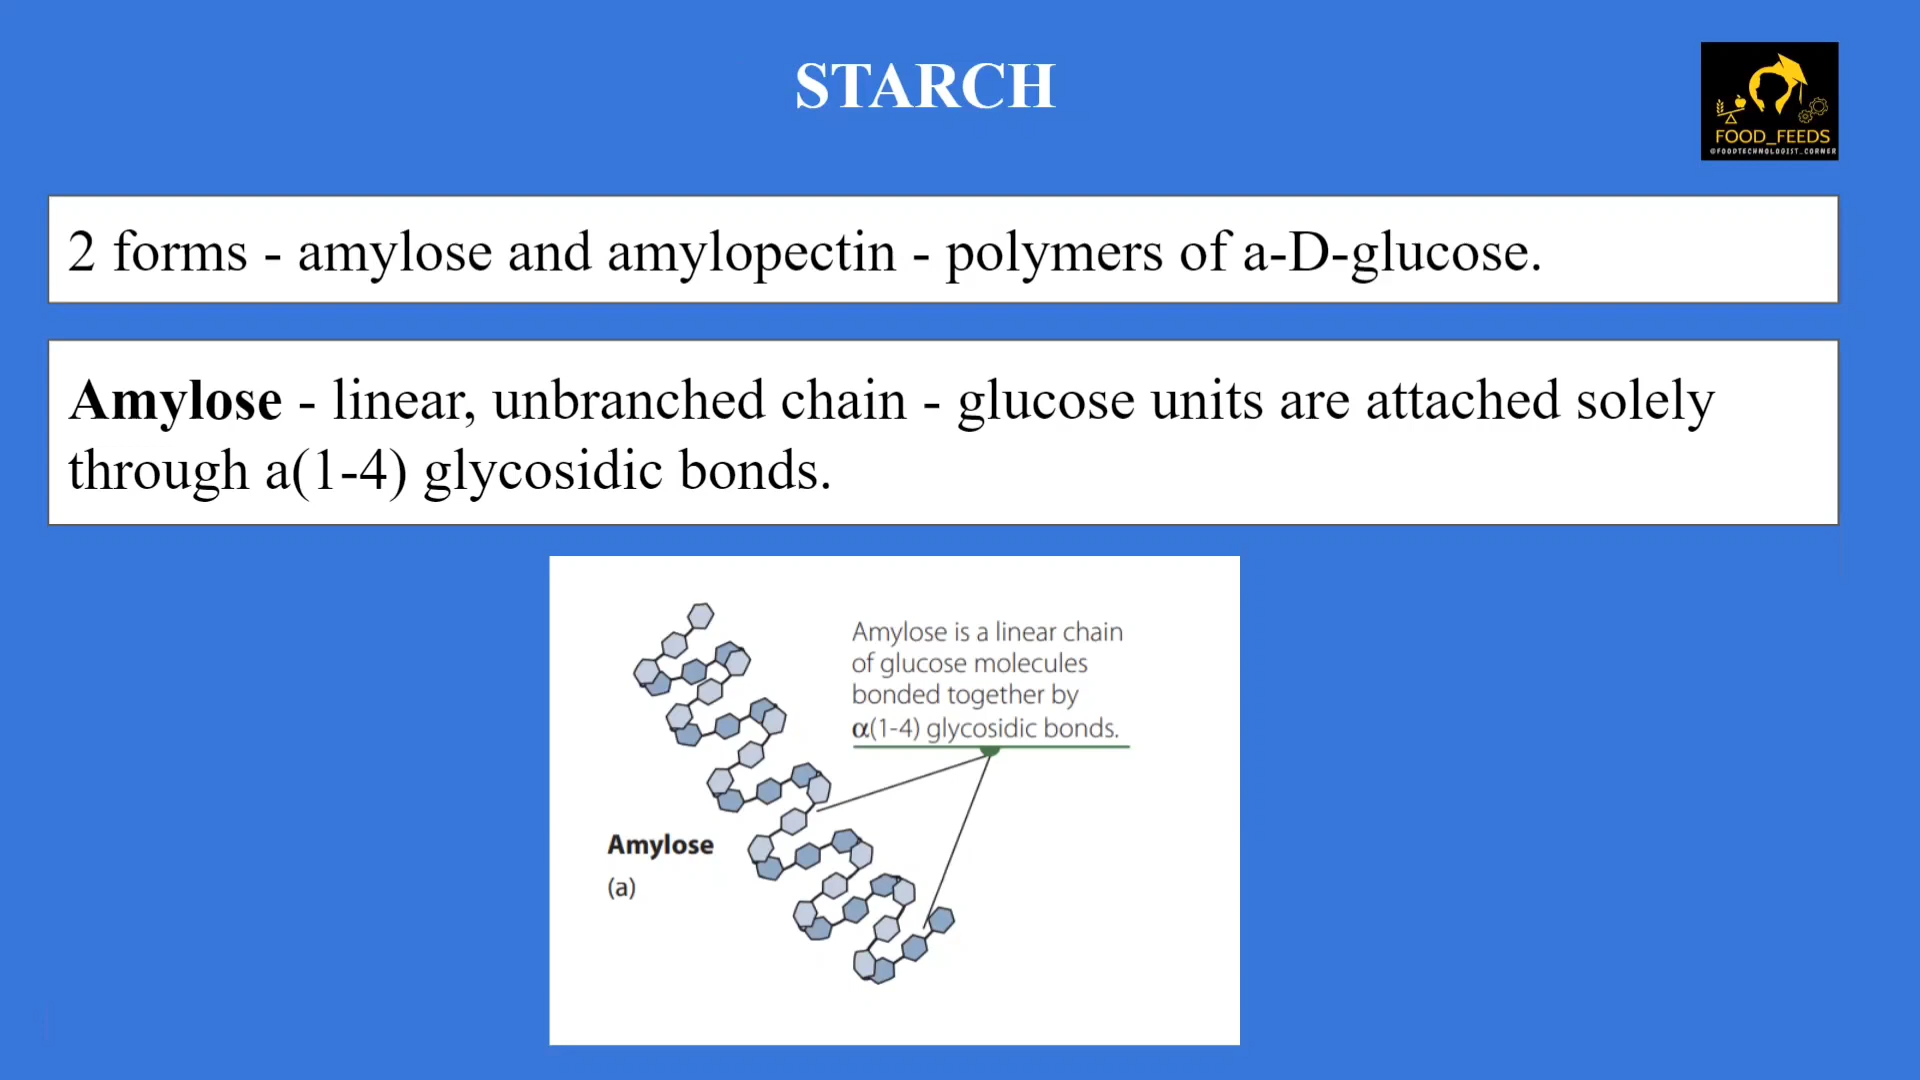 STARCH
FOOD_FEEDS
@FOODTECHNOLOGIST_CORNER
2 forms - amylose and amylopectin - polymers of a-D-glucose.
Amylose - linear, unbranched chain - glucose units are attached solely
through a(1-4) glycosidic bonds.
Amylose is a linear chain
of glucose molecules
bonded together by
α(1-4) glycosidic bonds.
Amylose
(a)